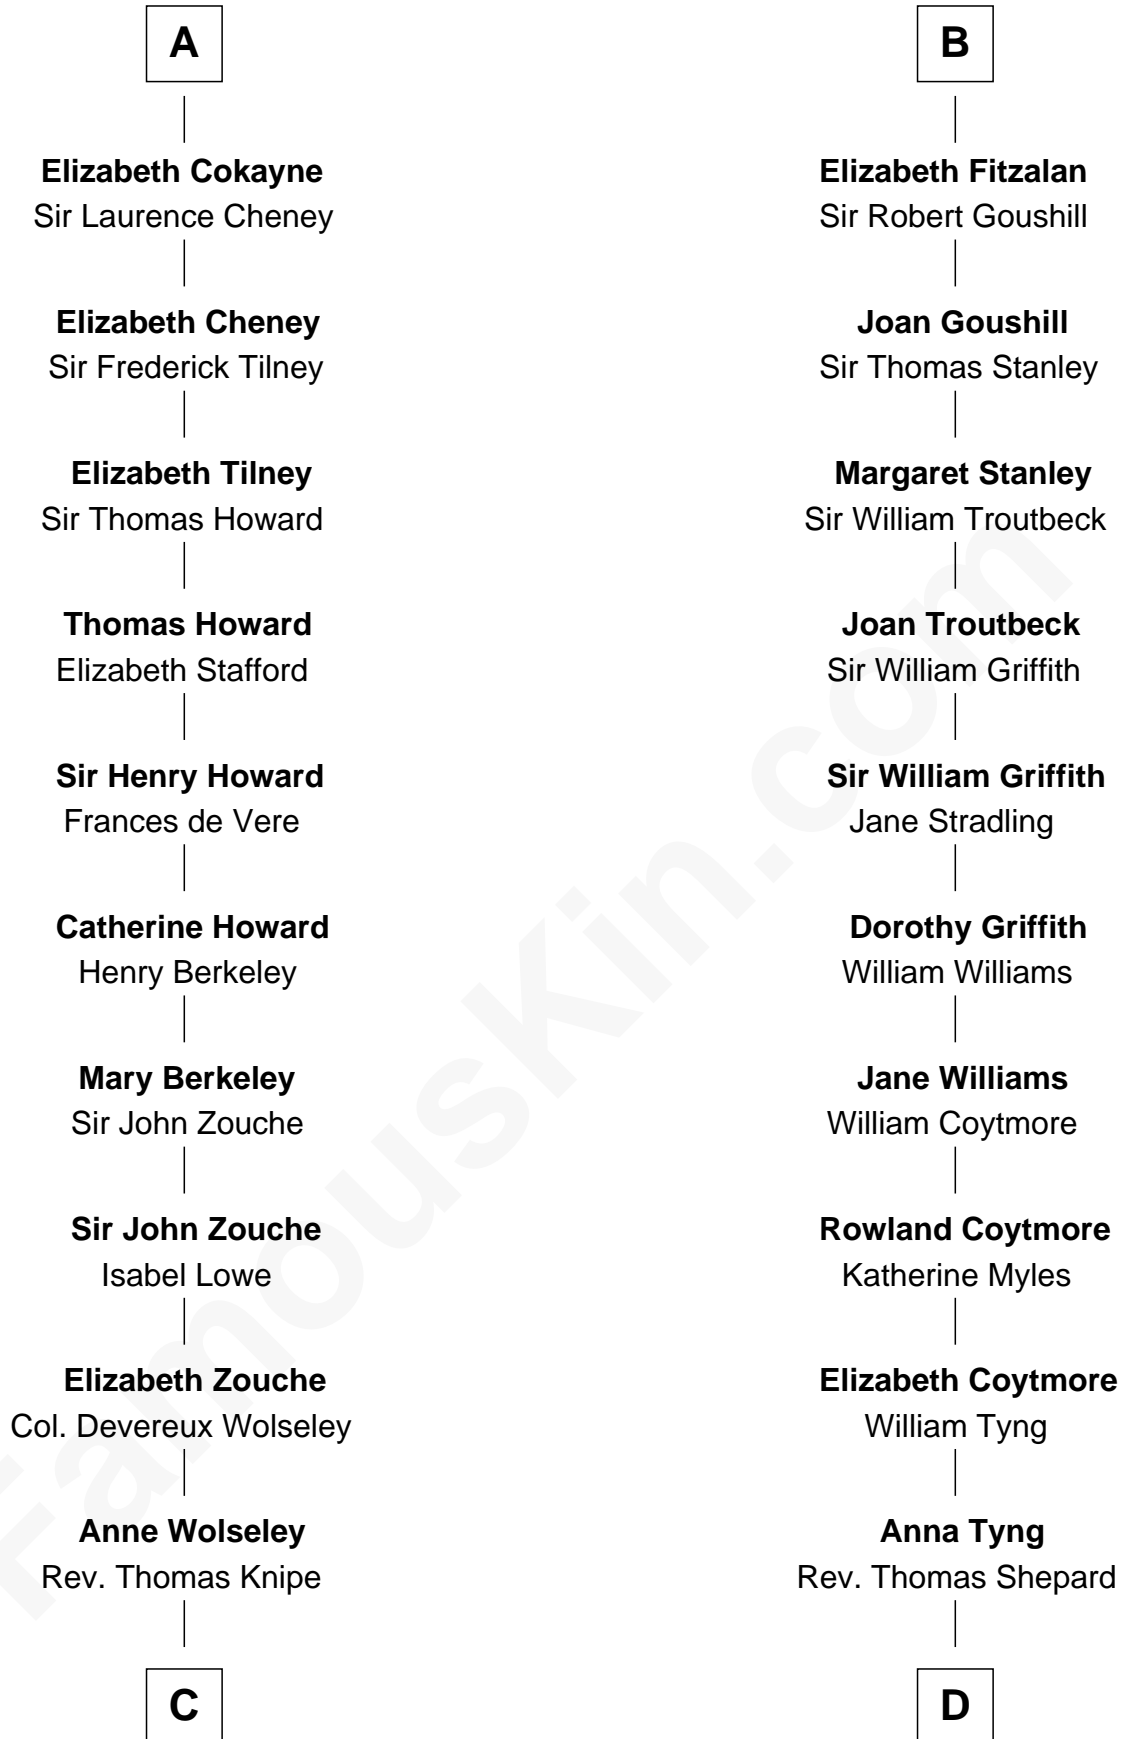 A
Elizabeth Cokayne
Sir Laurence Cheney
Elizabeth Cheney
Sir Frederick Tilney
Elizabeth Tilney
Sir Thomas Howard
Thomas Howard
Elizabeth Stafford
Sir Henry Howard
Frances de Vere
Catherine Howard
Henry Berkeley
Mary Berkeley
Sir John Zouche
Sir John Zouche
Isabel Lowe
Elizabeth Zouche
Col. Devereux Wolseley
Anne Wolseley
Rev. Thomas Knipe
C
B
Elizabeth Fitzalan
Sir Robert Goushill
Joan Goushill
Sir Thomas Stanley
Margaret Stanley
Sir William Troutbeck
Joan Troutbeck
Sir William Griffith
Sir William Griffith
Jane Stradling
Dorothy Griffith
William Williams
Jane Williams
William Coytmore
Rowland Coytmore
Katherine Myles
Elizabeth Coytmore
William Tyng
Anna Tyng
Rev. Thomas Shepard
D
FamousKin.com